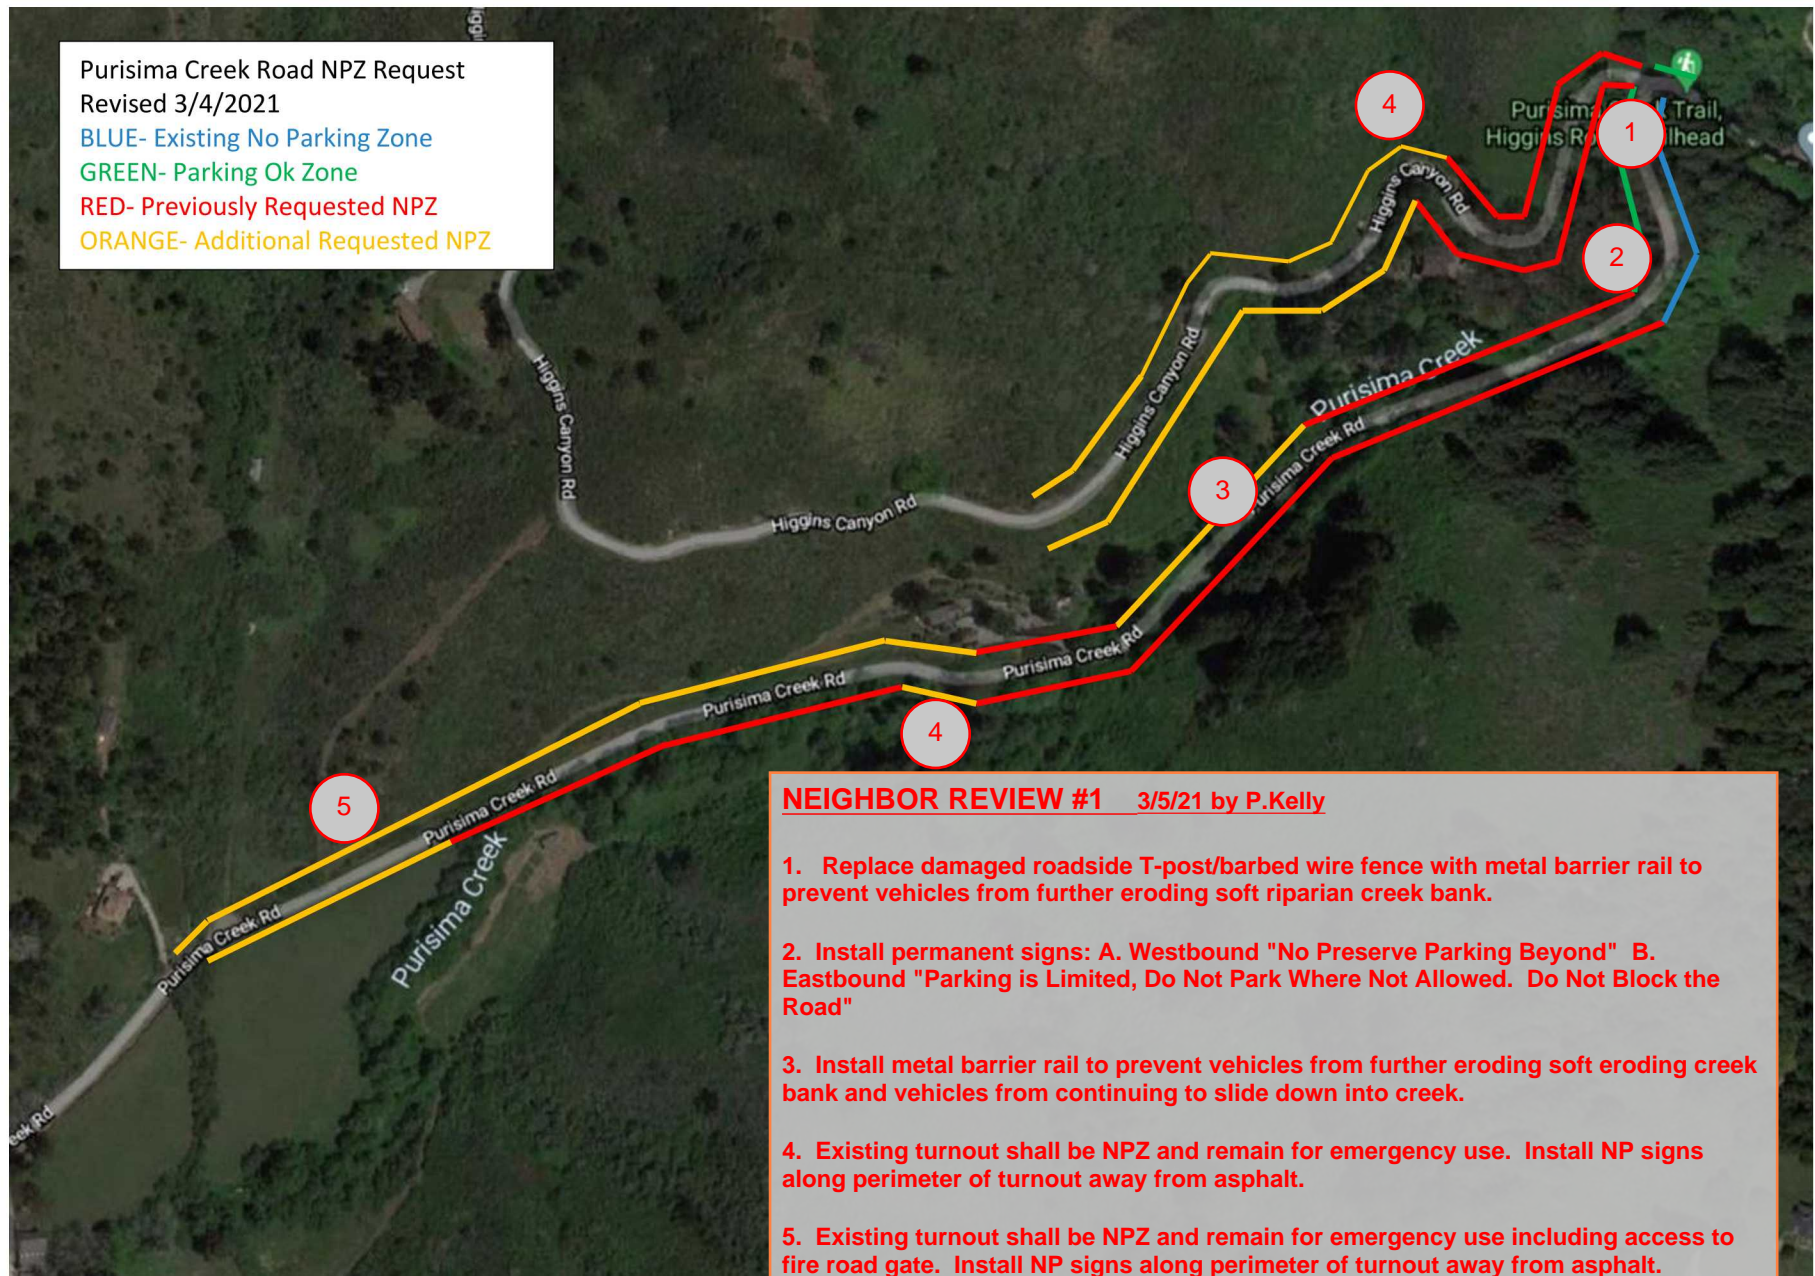 Purisima Creek Road NPZ Request
Revised 3/4/2021
BLUE- Existing No Parking Zone
GREEN- Parking Ok Zone
RED- Previously Requested NPZ
ORANGE- Additional Requested NPZ
4
Trail,
Higgins
1
Higgins Canyon Rd
2
Higgins Canyon Rd
Higgins Canyon Rd
Purisima Creek
Purisima Creek Rd
3
Higgins Canyon Rd
Purisima Creek Rd
Purisima Creek Rd
4
5
Purisima Creek Rd
Purisima Creek
Purisima Creek Rd
eek Rd
NEIGHBOR REVIEW #1 3/5/21 by P.Kelly
1. Replace damaged roadside T-post/barbed wire fence with metal barrier rail to
prevent vehicles from further eroding soft riparian creek bank.
2. Install permanent signs: A. Westbound "No Preserve Parking Beyond" B.
Eastbound "Parking is Limited, Do Not Park Where Not Allowed. Do Not Block the
Road"
3. Install metal barrier rail to prevent vehicles from further eroding soft eroding creek
bank and vehicles from continuing to slide down into creek.
4. Existing turnout shall be NPZ and remain for emergency use. Install NP signs
along perimeter of turnout away from asphalt.
5. Existing turnout shall be NPZ and remain for emergency use including access to
fire road gate. Install NP signs along perimeter of turnout away from asphalt.